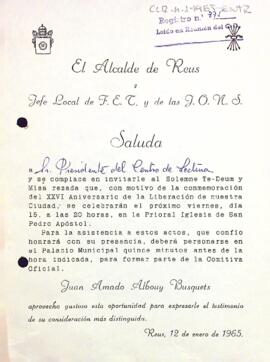 Registro n.º
Leído en Reunión del
El Alcalde de Reus
y
Jefe Local de F. E. T. y de las J. O. N. S.
Saluda
a Sr. Presidente del Centro de Lectura
y se complace en invitarle al Solemne Te-Deum y
Misa rezada que, con motivo de la conmemoración
del XXVI Aniversario de la Liberación de nuestra
Ciudad, se celebrarán el próximo viernes, día
15, a las 20 horas, en la Prioral Iglesia de San
Pedro Apóstol.
Para la asistencia a estos actos, que confío
honrará con su presencia, deberá personarse en
el Palacio Municipal quince minutos antes de la
hora indicada, para formar parte de la Comitiva
Oficial.
Juan Amado Albouy Busquets
aprovecha gustoso esta oportunidad para expresarle el testimonio
de su consideración más distinguida.
Reus, 12 de enero de 1965.